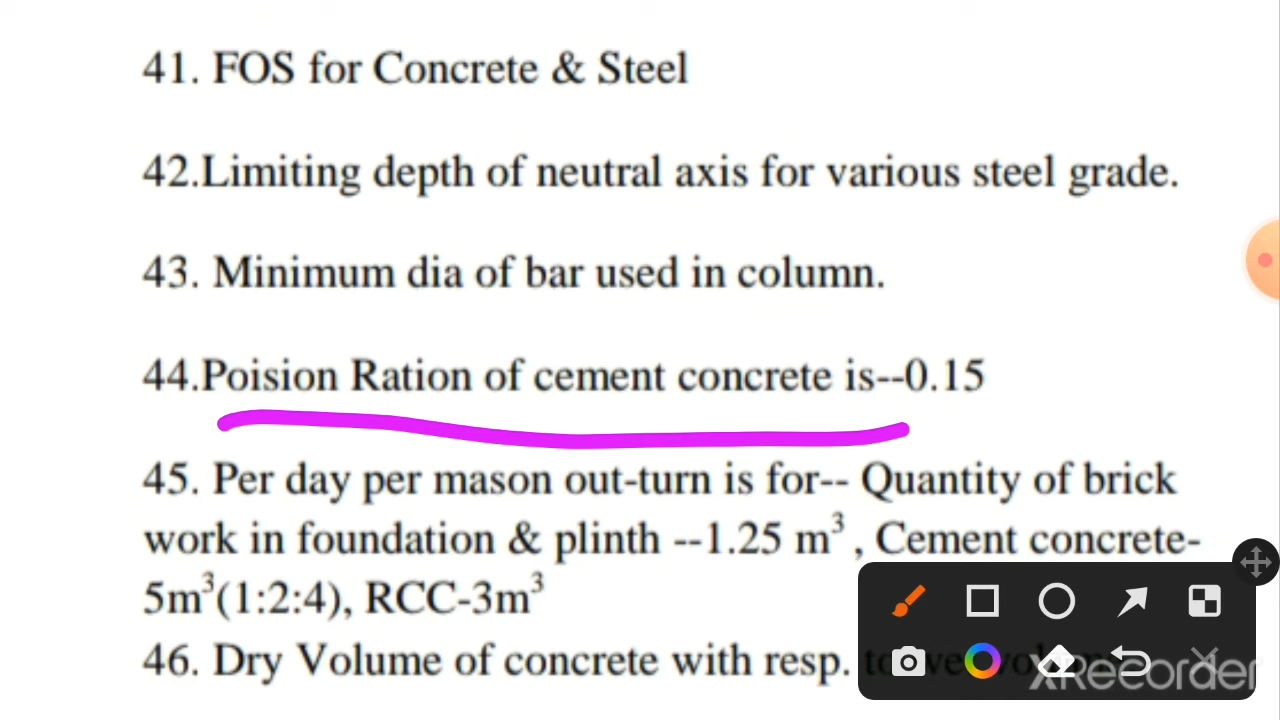 41. FOS for Concrete & Steel
42.Limiting depth of neutral axis for various steel grade.
43. Minimum dia of bar used in column.
44.Poision Ration of cement concrete is--0.15
45. Per day per mason out-turn is for-- Quantity of brick
work in foundation & plinth --1.25 m³ , Cement concrete-
5m³(1:2:4), RCC-3m³
46. Dry Volume of concrete with resp.
XRecorder